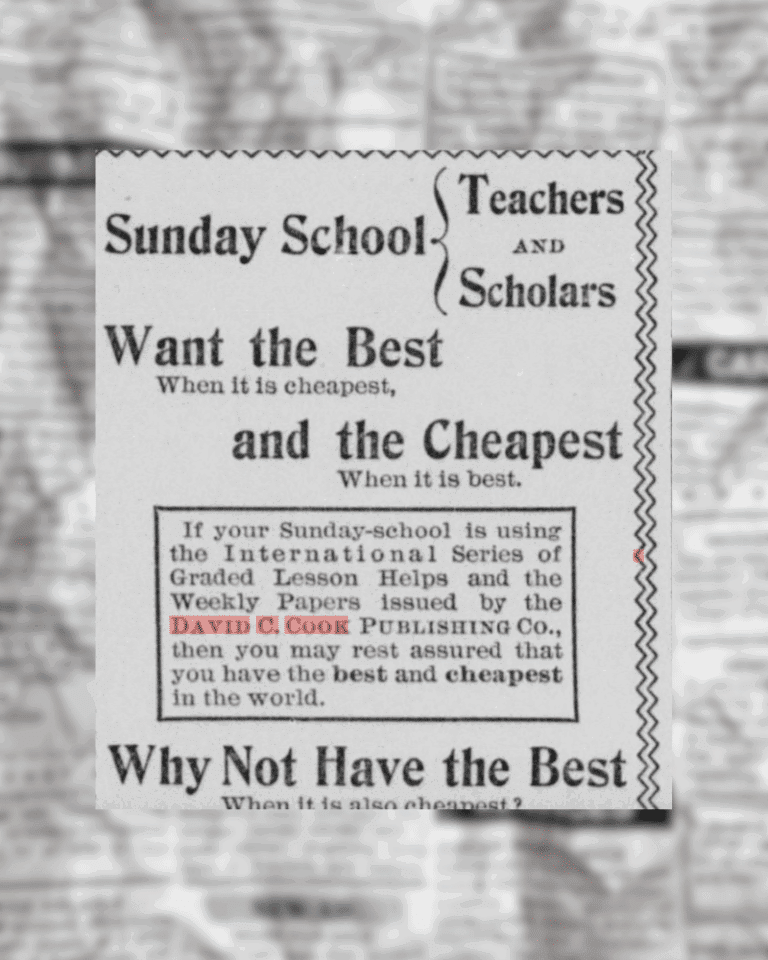 Sunday School
Teachers
AND
Scholars
Want the Best
When it is cheapest,
and the Cheapest
When it is best.
If your Sunday-school is using
the International Series of
Graded Lesson Helps and the
Weekly Papers issued by the
DAVID C. COOK PUBLISHING CO.,
then you may rest assured that
you have the best and cheapest
in the world.
Why Not Have the Best
When it is also cheapest?